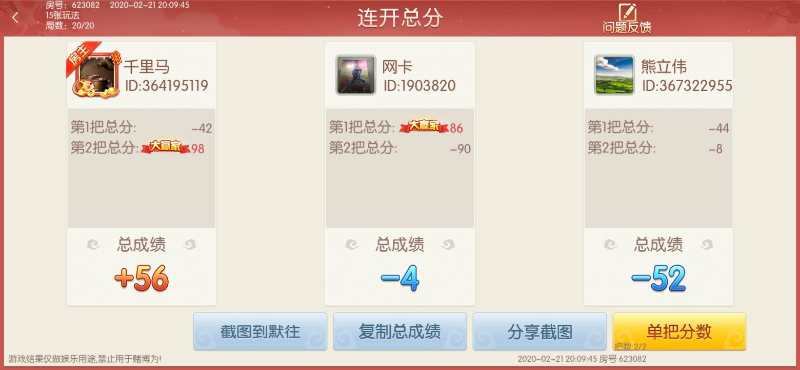 房号：623082 2020-02-21 20:09:45
15张玩法
局数：20/20
连开总分
问题反馈
房主
千里马
ID:364195119
第1把总分: -42
第2把总分: 大赢家 98
总成绩
+56
网卡
ID:1903820
第1把总分: 大赢家 86
第2把总分: -90
总成绩
-4
熊立伟
ID:367322955
第1把总分: -44
第2把总分: -8
总成绩
-52
截图到默往
复制总成绩
分享截图
单把分数
把数:2/2
游戏结果仅做娱乐用途,禁止用于赌博为!
2020-02-21 20:09:45 房号 623082